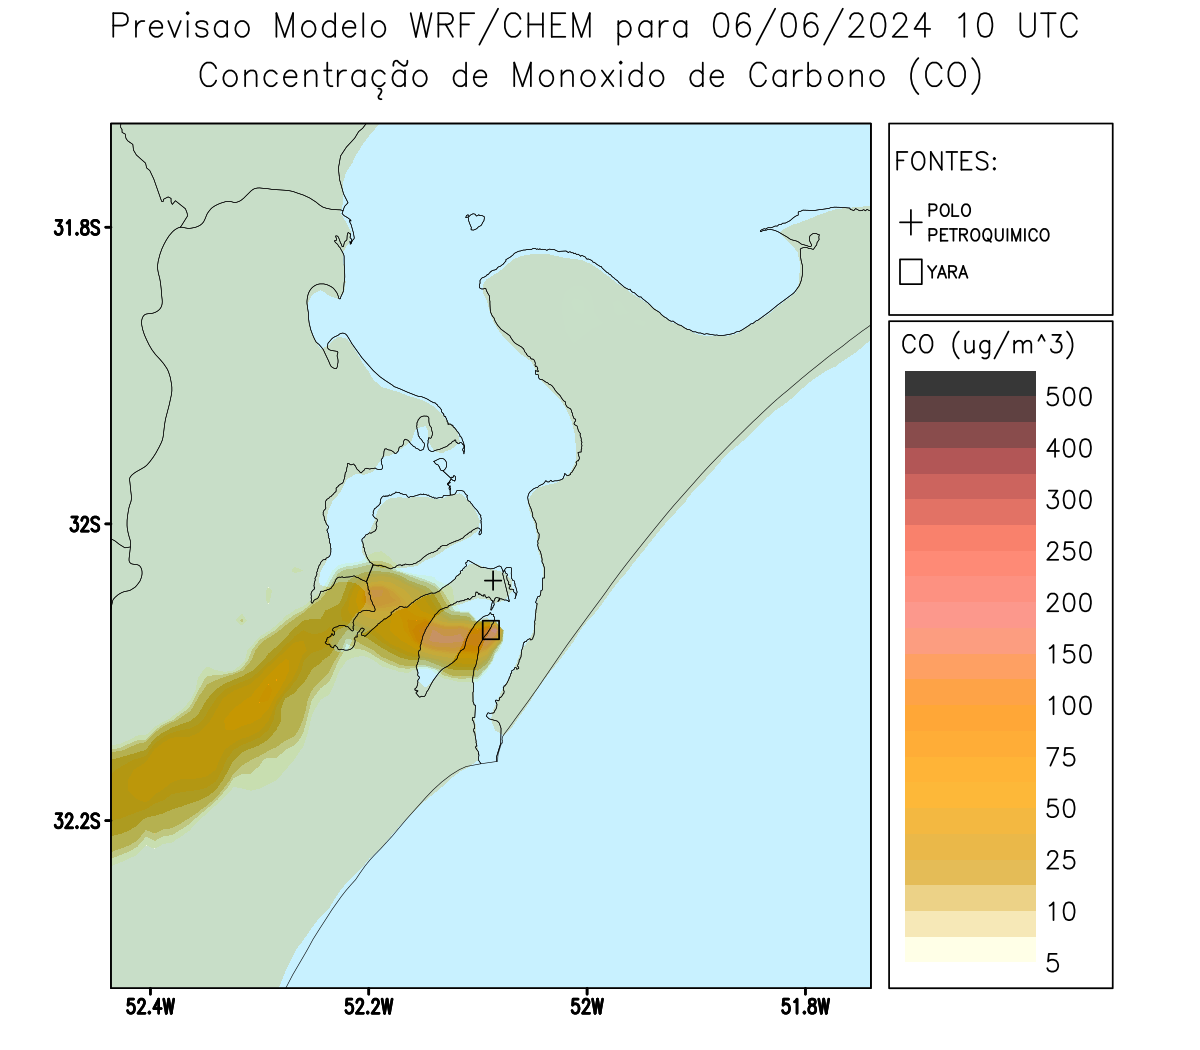 Previsao Modelo WRF/CHEM para 06/06/2024 10 UTC
Concentração de Monoxido de Carbono (CO)
FONTES:
POLO
PETROQUIMICO
YARA
CO (ug/m^3)
500
400
300
250
200
150
100
75
50
25
10
5
31.8S
32S
32.2S
52.4W
52.2W
52W
51.8W